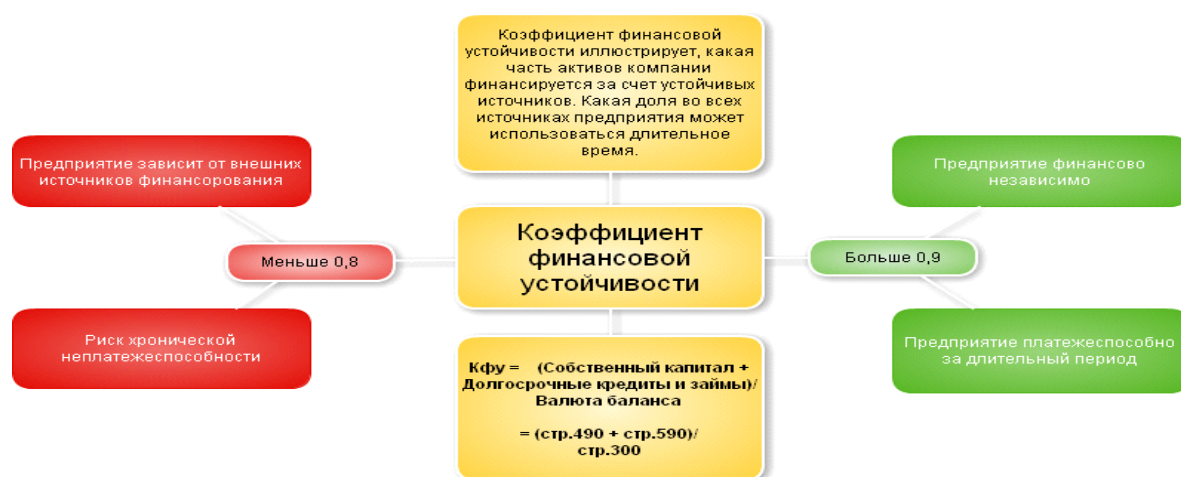 Коэффициент финансовой
устойчивости иллюстрирует, какая
часть активов компании
финансируется за счет устойчивых
источников. Какая доля во всех
источниках предприятия может
использоваться длительное
время.
Предприятие зависит от внешних
источников финансорования
Предприятие финансово
независимо
Меньше 0,8
Коэффициент
финансовой
устойчивости
Больше 0,9
Риск хронической
неплатежеспособности
Предприятие платежеспособно
за длительный период
Кфу = (Собственный капитал +
Долгосрочные кредиты и займы)/
Валюта баланса
= (стр.490 + стр.590)/
стр.300